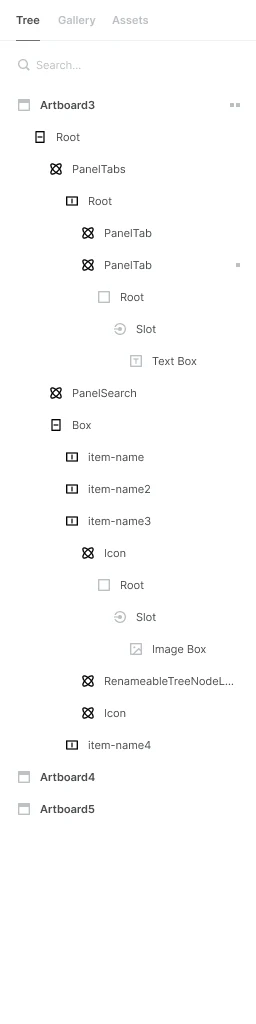 Tree Gallery Assets
Search...
Artboard3
Root
PanelTabs
Root
PanelTab
PanelTab
Root
Slot
Text Box
PanelSearch
Box
item-name
item-name2
item-name3
Icon
Root
Slot
Image Box
RenameableTreeNodeL...
Icon
item-name4
Artboard4
Artboard5